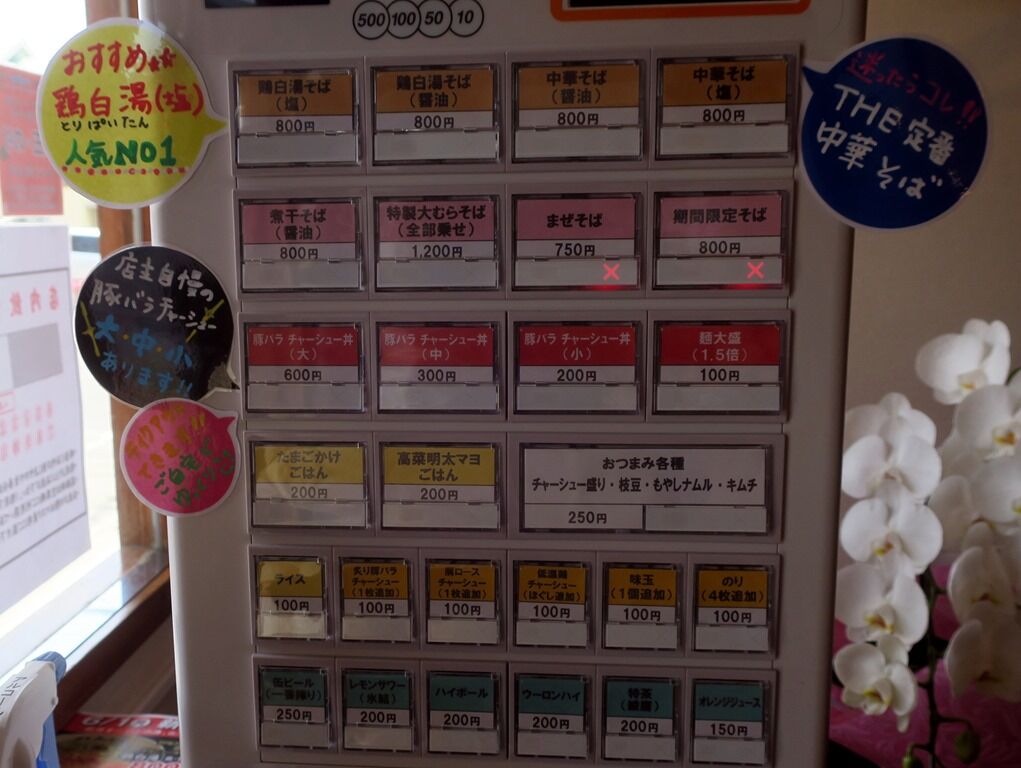 500 100 50 10
おすすめ
鶏白湯(塩)
とりぱいたん
人気NO1
迷ったらコレ!!
THE定番
中華そば
鶏白湯そば
(塩)
800円
鶏白湯そば
(醤油)
800円
中華そば
(醤油)
800円
中華そば
(塩)
800円
煮干そば
(醤油)
800円
特製大むらそば
(全部乗せ)
1,200円
まぜそば
750円
×
期間限定そば
800円
×
店主自慢の
豚バラチャーシュー
大・中・小
あります!!
豚バラ チャーシュー丼
(大)
600円
豚バラ チャーシュー丼
(中)
300円
豚バラ チャーシュー丼
(小)
200円
麺大盛
(1.5倍)
100円
テイクアウト
できます!!
たまごかけ
ごはん
200円
高菜明太マヨ
ごはん
200円
おつまみ各種
チャーシュー盛り・枝豆・もやしナムル・キムチ
250円
ライス
100円
炙り豚バラ
チャーシュー
(1枚追加)
100円
肩ロース
チャーシュー
(1枚追加)
100円
低温鶏
チャーシュー
(ほぐし追加)
100円
味玉
(1個追加)
100円
のり
(4枚追加)
100円
缶ビール
(一番搾り)
250円
レモンサワー
(氷結)
200円
ハイボール
200円
ウーロンハイ
200円
特茶
200円
オレンジジュース
150円